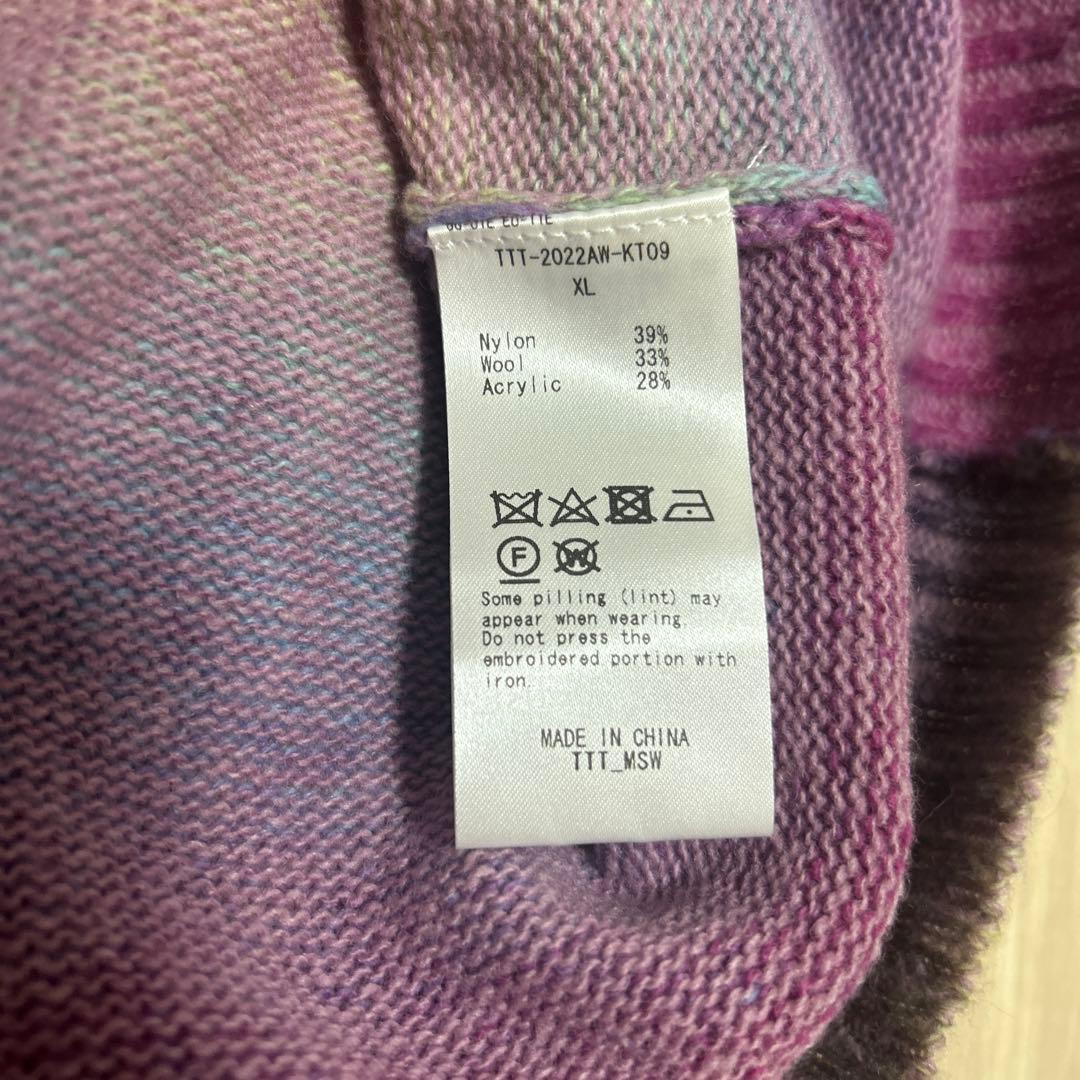 TTT-2022AW-KT09
XL
Nylon 39%
Wool 33%
Acrylic 28%
F
W
Some pilling (lint) may
appear when wearing.
Do not press the
embroidered portion with
iron.
MADE IN CHINA
TTT_MSW